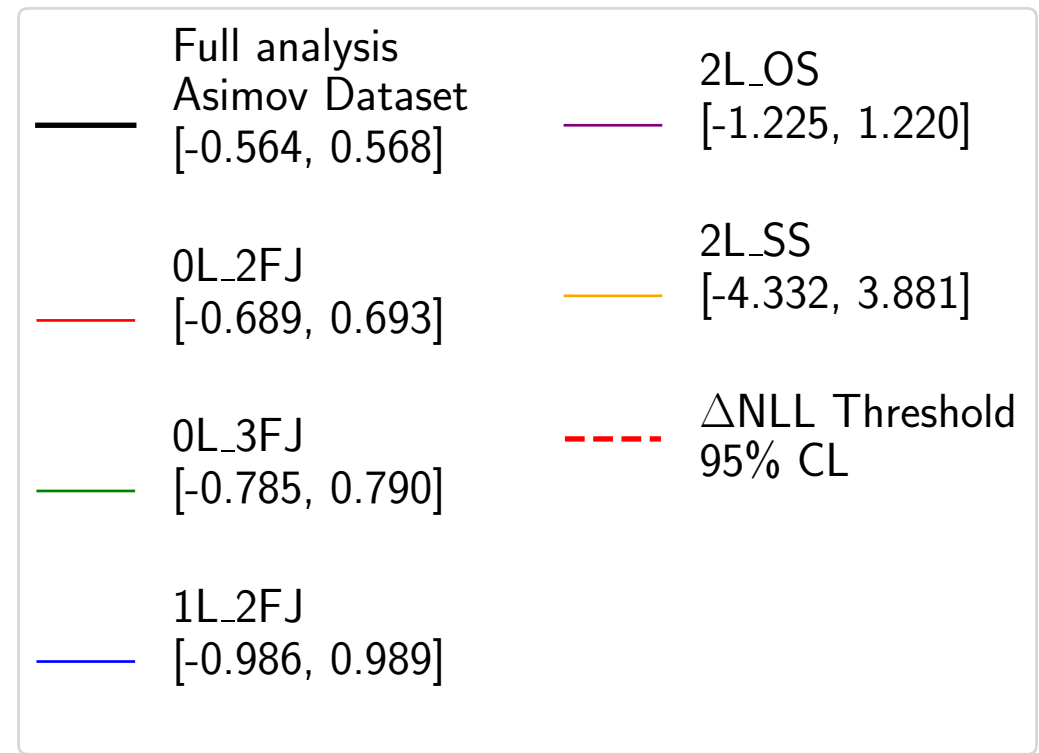 Full analysis
Asimov Dataset
[-0.564, 0.568]
0L_2FJ
[-0.689, 0.693]
0L_3FJ
[-0.785, 0.790]
1L_2FJ
[-0.986, 0.989]
2L_OS
[-1.225, 1.220]
2L_SS
[-4.332, 3.881]
ΔNLL Threshold
95% CL